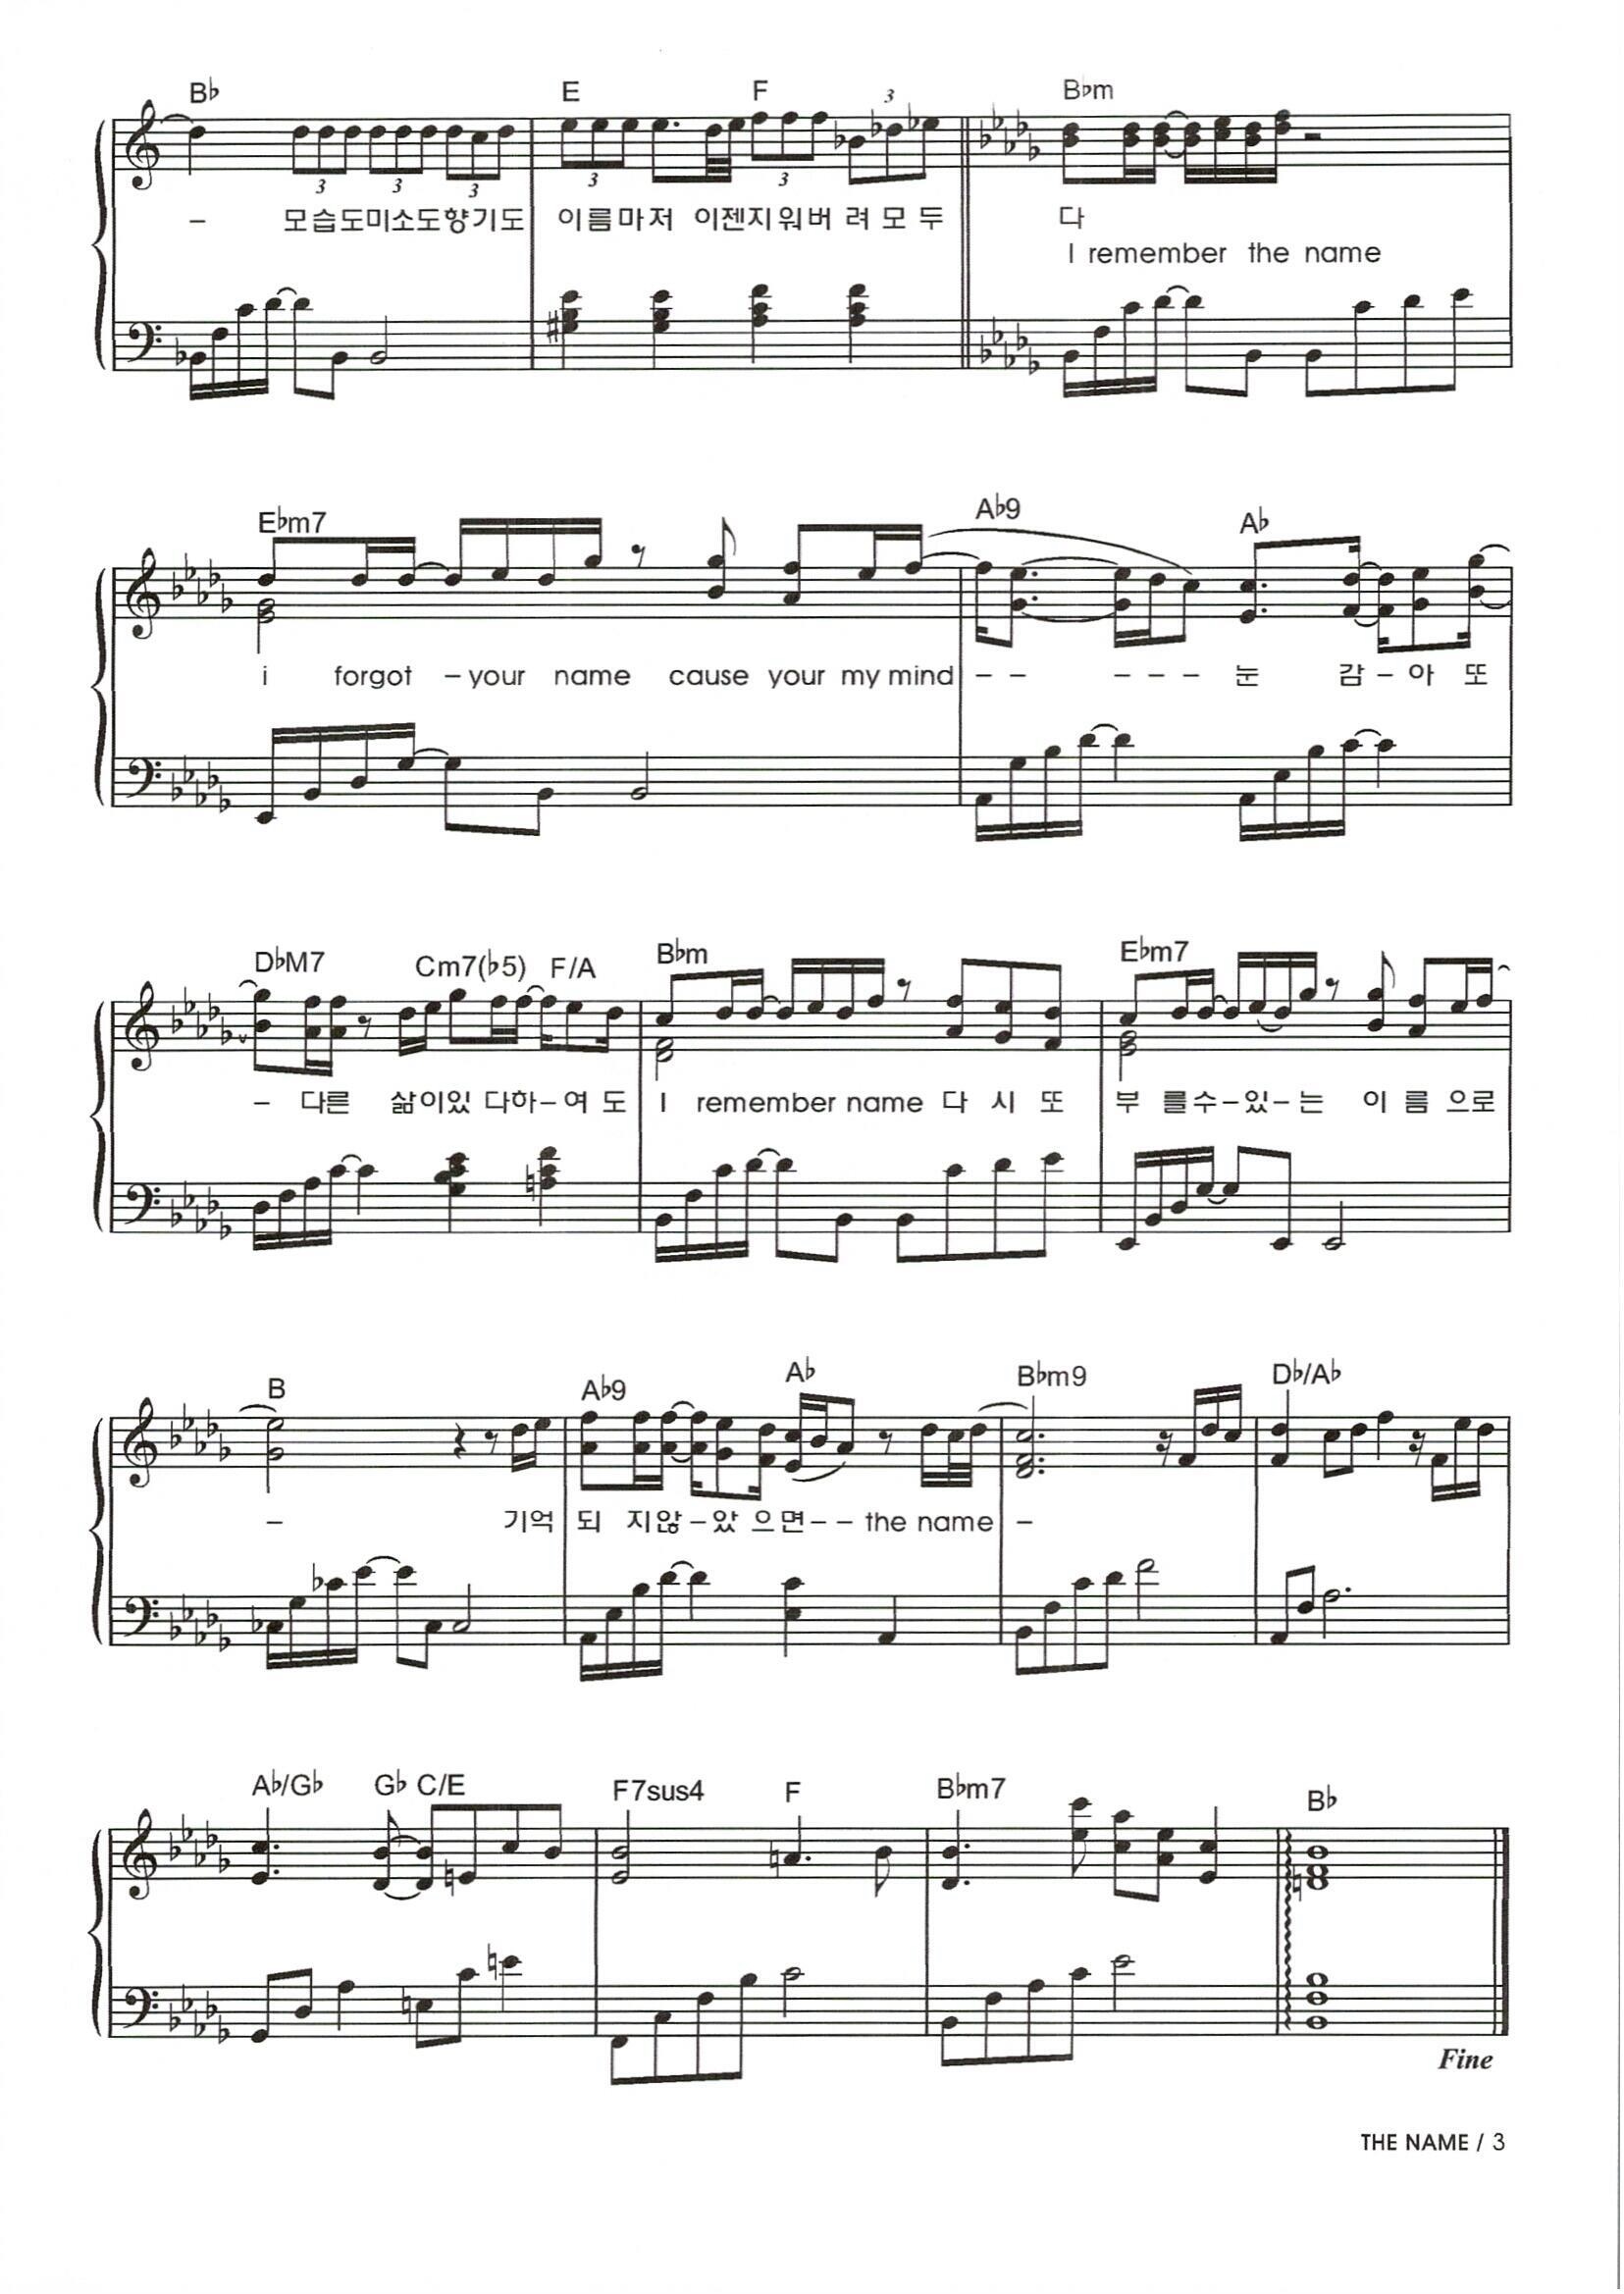 B♭ E F 3 B♭m
3 3 3 3 3
– 모습도미소도향기도 이름마저 이젠지워버 려 모 두 다
I remember the name
E♭m7 A♭9 A♭
i forgot – your name cause your my mind – – – – – 눈 감 – 아 또
D♭M7 Cm7(♭5) F/A B♭m E♭m7
– 다른 삶이있 다하 – 여 도 I remember name 다 시 또 부 를수 – 있 – 는 이 름 으로
B A♭9 A♭ B♭m9 D♭/A♭
– 기억 되 지않 – 았 으면 – – the name –
A♭/G♭ G♭ C/E F7sus4 F B♭m7 B♭
Fine
THE NAME / 3